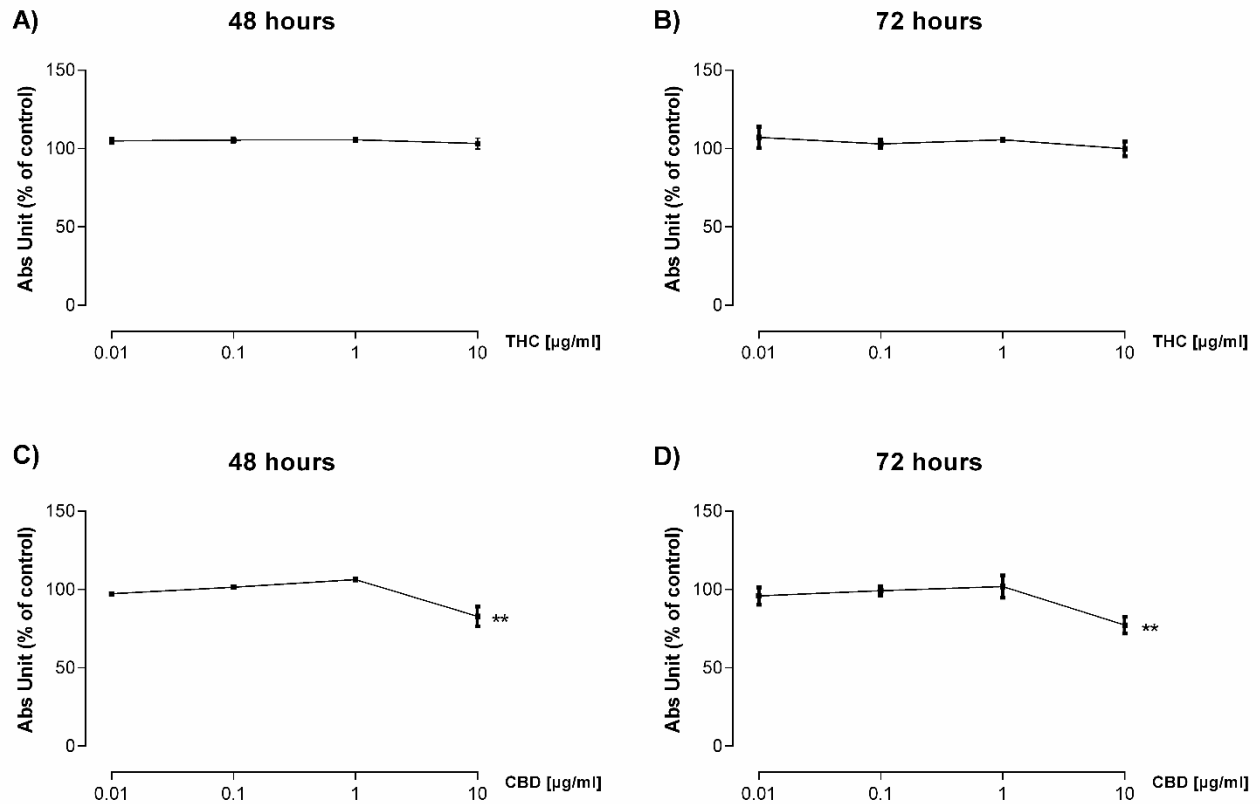 A)
48 hours
Abs Unit (% of control)
150
100
50
0
0.01 0.1 1 10
THC [µg/ml]
B)
72 hours
Abs Unit (% of control)
150
100
50
0
0.01 0.1 1 10
THC [µg/ml]
C)
48 hours
Abs Unit (% of control)
150
100
50
0
**
0.01 0.1 1 10
CBD [µg/ml]
D)
72 hours
Abs Unit (% of control)
150
100
50
0
**
0.01 0.1 1 10
CBD [µg/ml]